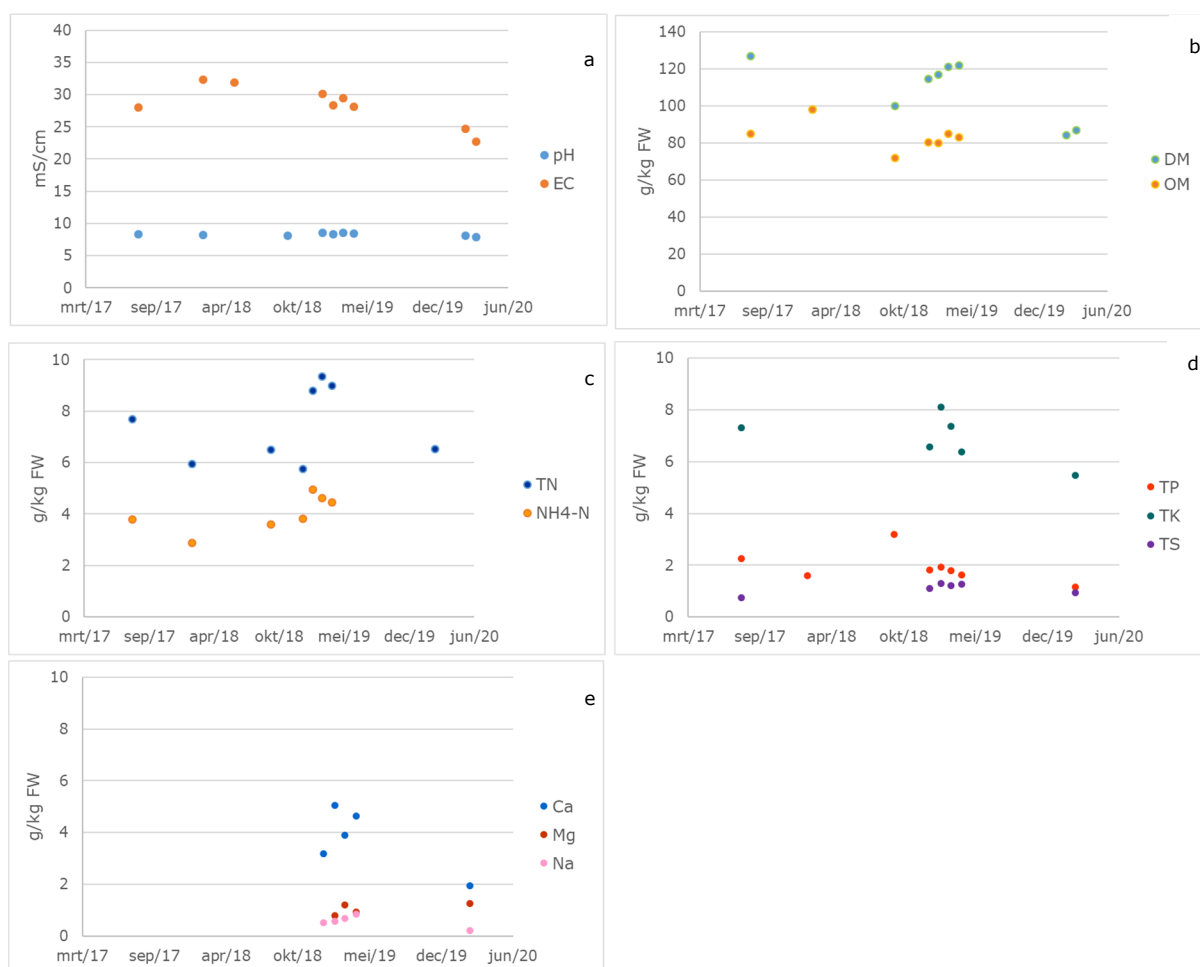 a
40
35
30
25
20
15
10
5
0
mS/cm
mrt/17 sep/17 apr/18 okt/18 mei/19 dec/19 jun/20
pH
EC
b
140
120
100
80
60
40
20
0
g/kg FW
mrt/17 sep/17 apr/18 okt/18 mei/19 dec/19 jun/20
DM
OM
c
10
8
6
4
2
0
g/kg FW
mrt/17 sep/17 apr/18 okt/18 mei/19 dec/19 jun/20
TN
NH4-N
d
10
8
6
4
2
0
g/kg FW
mrt/17 sep/17 apr/18 okt/18 mei/19 dec/19 jun/20
TP
TK
TS
e
10
8
6
4
2
0
g/kg FW
mrt/17 sep/17 apr/18 okt/18 mei/19 dec/19 jun/20
Ca
Mg
Na